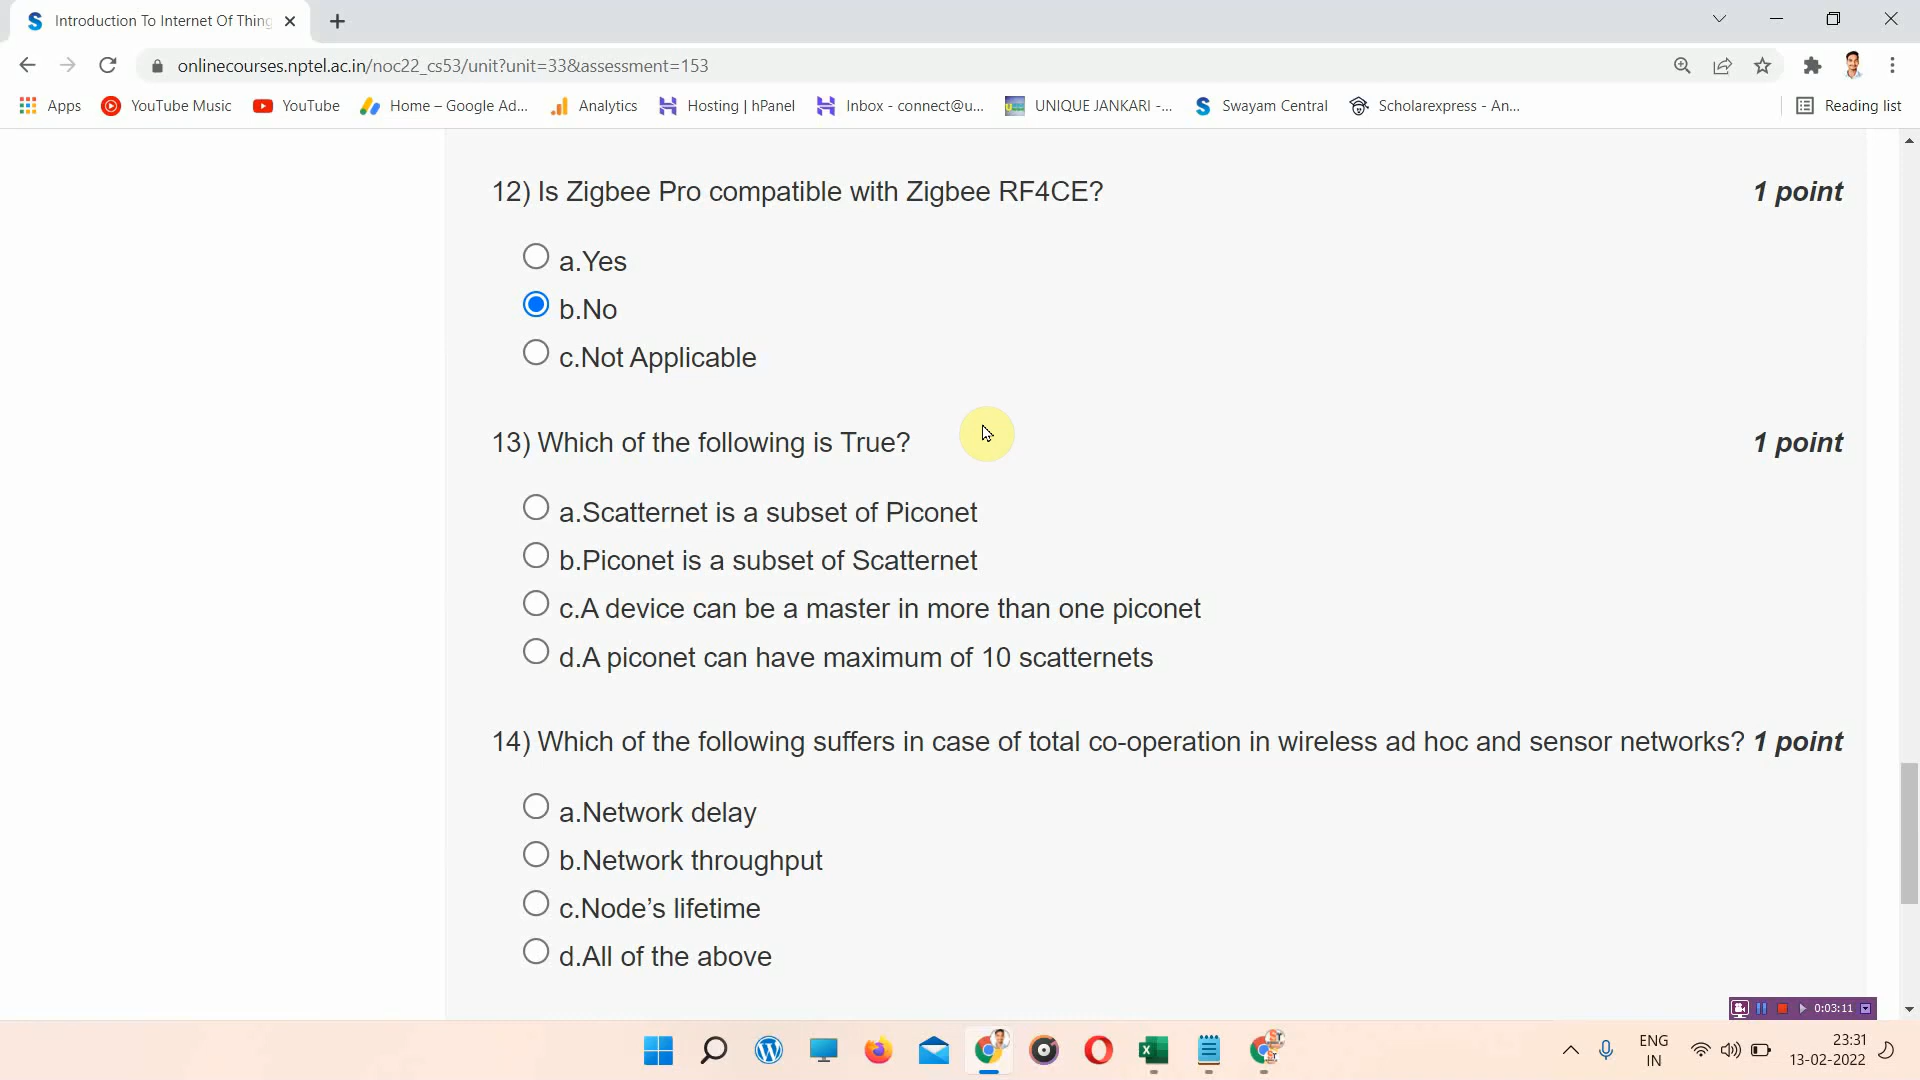 Introduction To Internet Of Thing
onlinecourses.nptel.ac.in/noc22_cs53/unit?unit=33&assessment=153
Apps YouTube Music YouTube Home – Google Ad... Analytics Hosting | hPanel Inbox - connect@u... UNIQUE JANKARI -... Swayam Central Scholarexpress - An... Reading list
12) Is Zigbee Pro compatible with Zigbee RF4CE? 1 point
a.Yes
b.No
c.Not Applicable
13) Which of the following is True? 1 point
a.Scatternet is a subset of Piconet
b.Piconet is a subset of Scatternet
c.A device can be a master in more than one piconet
d.A piconet can have maximum of 10 scatternets
14) Which of the following suffers in case of total co-operation in wireless ad hoc and sensor networks? 1 point
a.Network delay
b.Network throughput
c.Node’s lifetime
d.All of the above
0:03:11
ENG 23:31
IN 13-02-2022